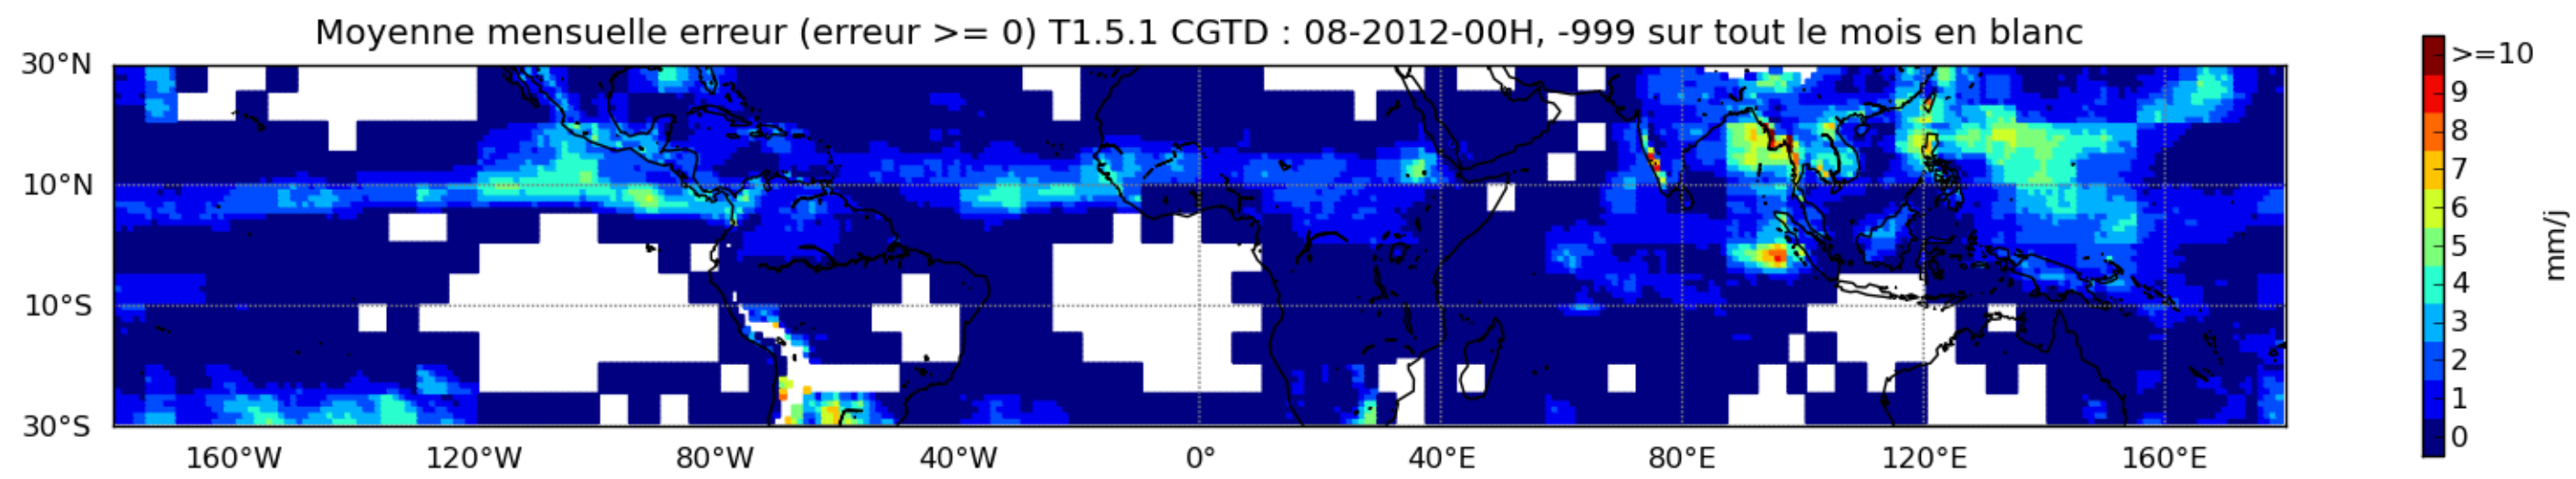 Moyenne mensuelle erreur (erreur >= 0) T1.5.1 CGTD : 08-2012-00H, -999 sur tout le mois en blanc
30°N
10°N
10°S
30°S
160°W 120°W 80°W 40°W 0° 40°E 80°E 120°E 160°E
>=10
9
8
7
6
5
4
3
2
1
0
mm/j